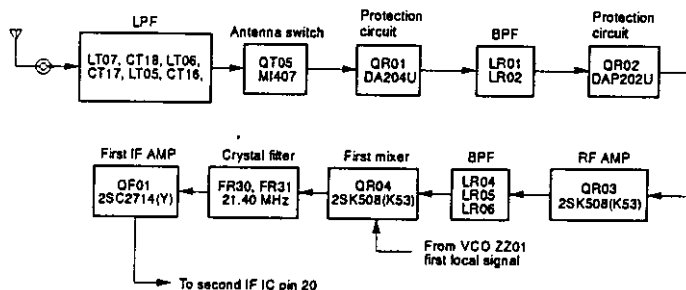 LPF
LT07, CT18, LT06,
CT17, LT05, CT16,
Antenna switch
QT05
MI407
Protection
circuit
QR01
DA204U
BPF
LR01
LR02
Protection
circuit
QR02
DAP202U
First IF AMP
QF01
2SC2714(Y)
Crystal filter
FR30, FR31
21.40 MHz
First mixer
QR04
2SK508(K53)
BPF
LR04
LR05
LR06
RF AMP
QR03
2SK508(K53)
From VCO ZZ01
first local signal
To second IF IC pin 20